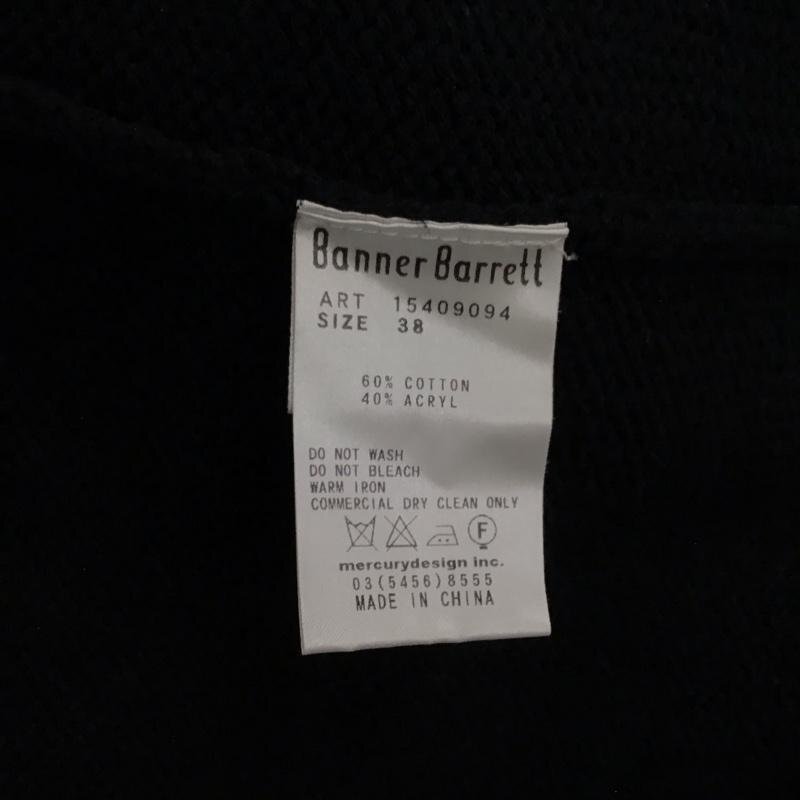 Banner Barrett
ART 15409094
SIZE 38
60% COTTON
40% ACRYL
DO NOT WASH
DO NOT BLEACH
WARM IRON
COMMERCIAL DRY CLEAN ONLY
F
mercurydesign inc.
03(5456)8555
MADE IN CHINA